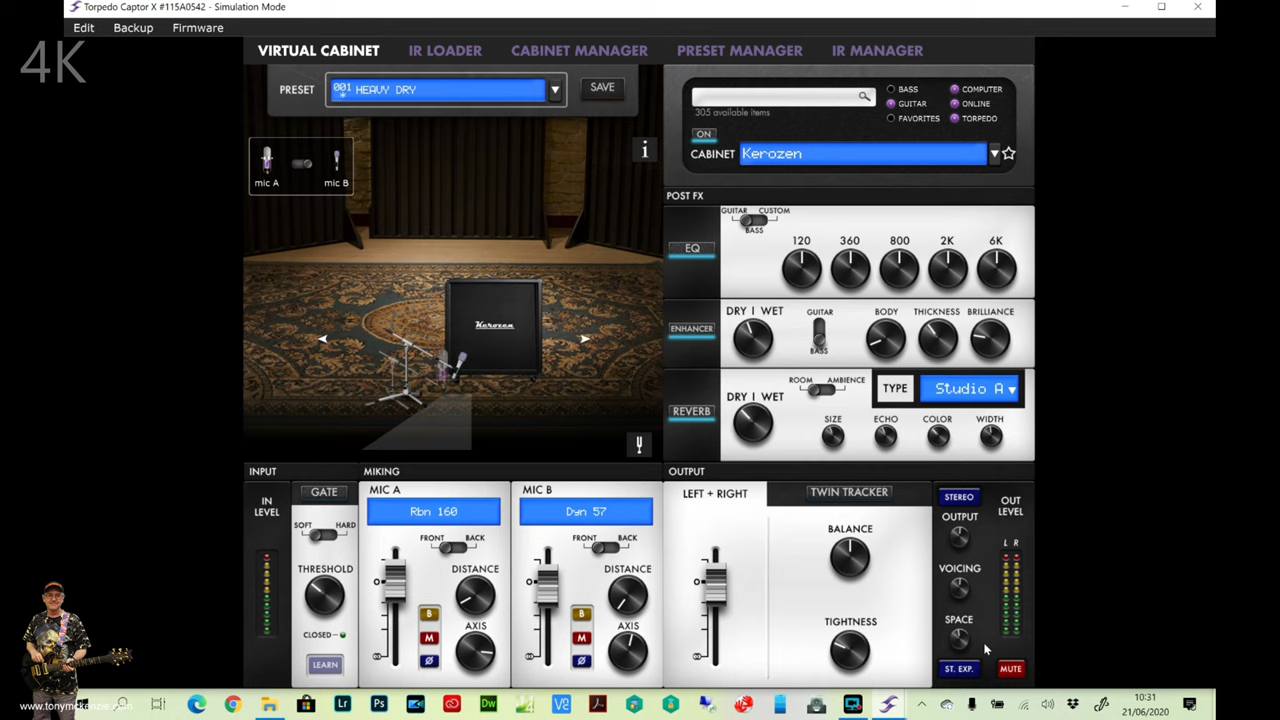 Torpedo Captor X #115A0542 - Simulation Mode
Edit Backup Firmware
4K
VIRTUAL CABINET IR LOADER CABINET MANAGER PRESET MANAGER IR MANAGER
PRESET 001 * HEAVY DRY SAVE
305 available items
BASS COMPUTER
GUITAR ONLINE
FAVORITES TORPEDO
ON
CABINET Kerozen
mic A mic B
i
Kerozen
POST FX
GUITAR CUSTOM
BASS
EQ
120 360 800 2K 6K
ENHANCER
DRY | WET
GUITAR
BASS
BODY THICKNESS BRILLIANCE
REVERB
DRY | WET
ROOM AMBIENCE
TYPE Studio A
SIZE ECHO COLOR WIDTH
INPUT
IN
LEVEL
GATE
SOFT HARD
THRESHOLD
CLOSED
LEARN
MIKING
MIC A
Rbn 160
FRONT BACK
DISTANCE
B
M
Ø
AXIS
0
∞
MIC B
Dyn 57
FRONT BACK
DISTANCE
B
M
Ø
AXIS
0
∞
OUTPUT
LEFT + RIGHT
0
∞
TWIN TRACKER
BALANCE
TIGHTNESS
STEREO
OUTPUT
VOICING
SPACE
ST. EXP.
OUT
LEVEL
L R
MUTE
www.tonymckenzie.com
Lr Ps Dw
10:31
21/06/2020